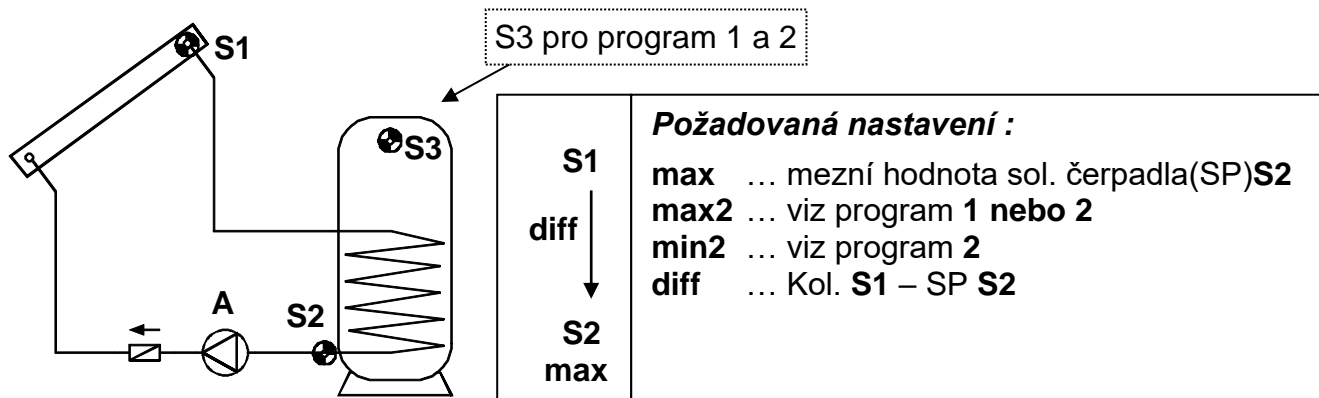 S1
S3 pro program 1 a 2
S3
A
S2
S1
diff
S2
max
Požadovaná nastavení :
max … mezní hodnota sol. čerpadla(SP)S2
max2 … viz program 1 nebo 2
min2 … viz program 2
diff … Kol. S1 – SP S2